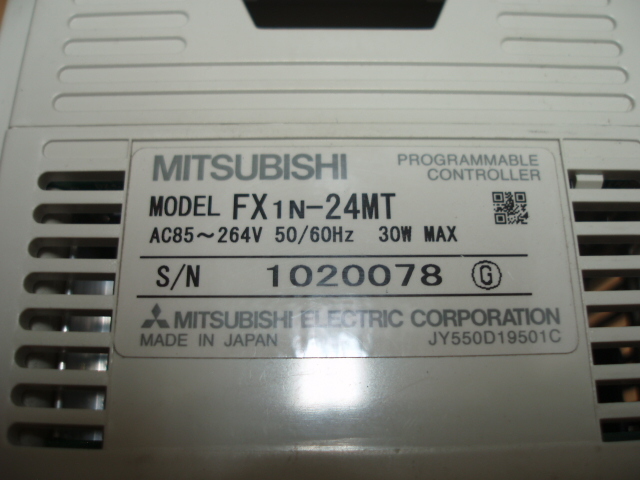 MITSUBISHI
PROGRAMMABLE
CONTROLLER
MODEL FX1N-24MT
AC85~264V 50/60Hz 30W MAX
S/N 1020078 G
MITSUBISHI ELECTRIC CORPORATION
MADE IN JAPAN JY550D19501C